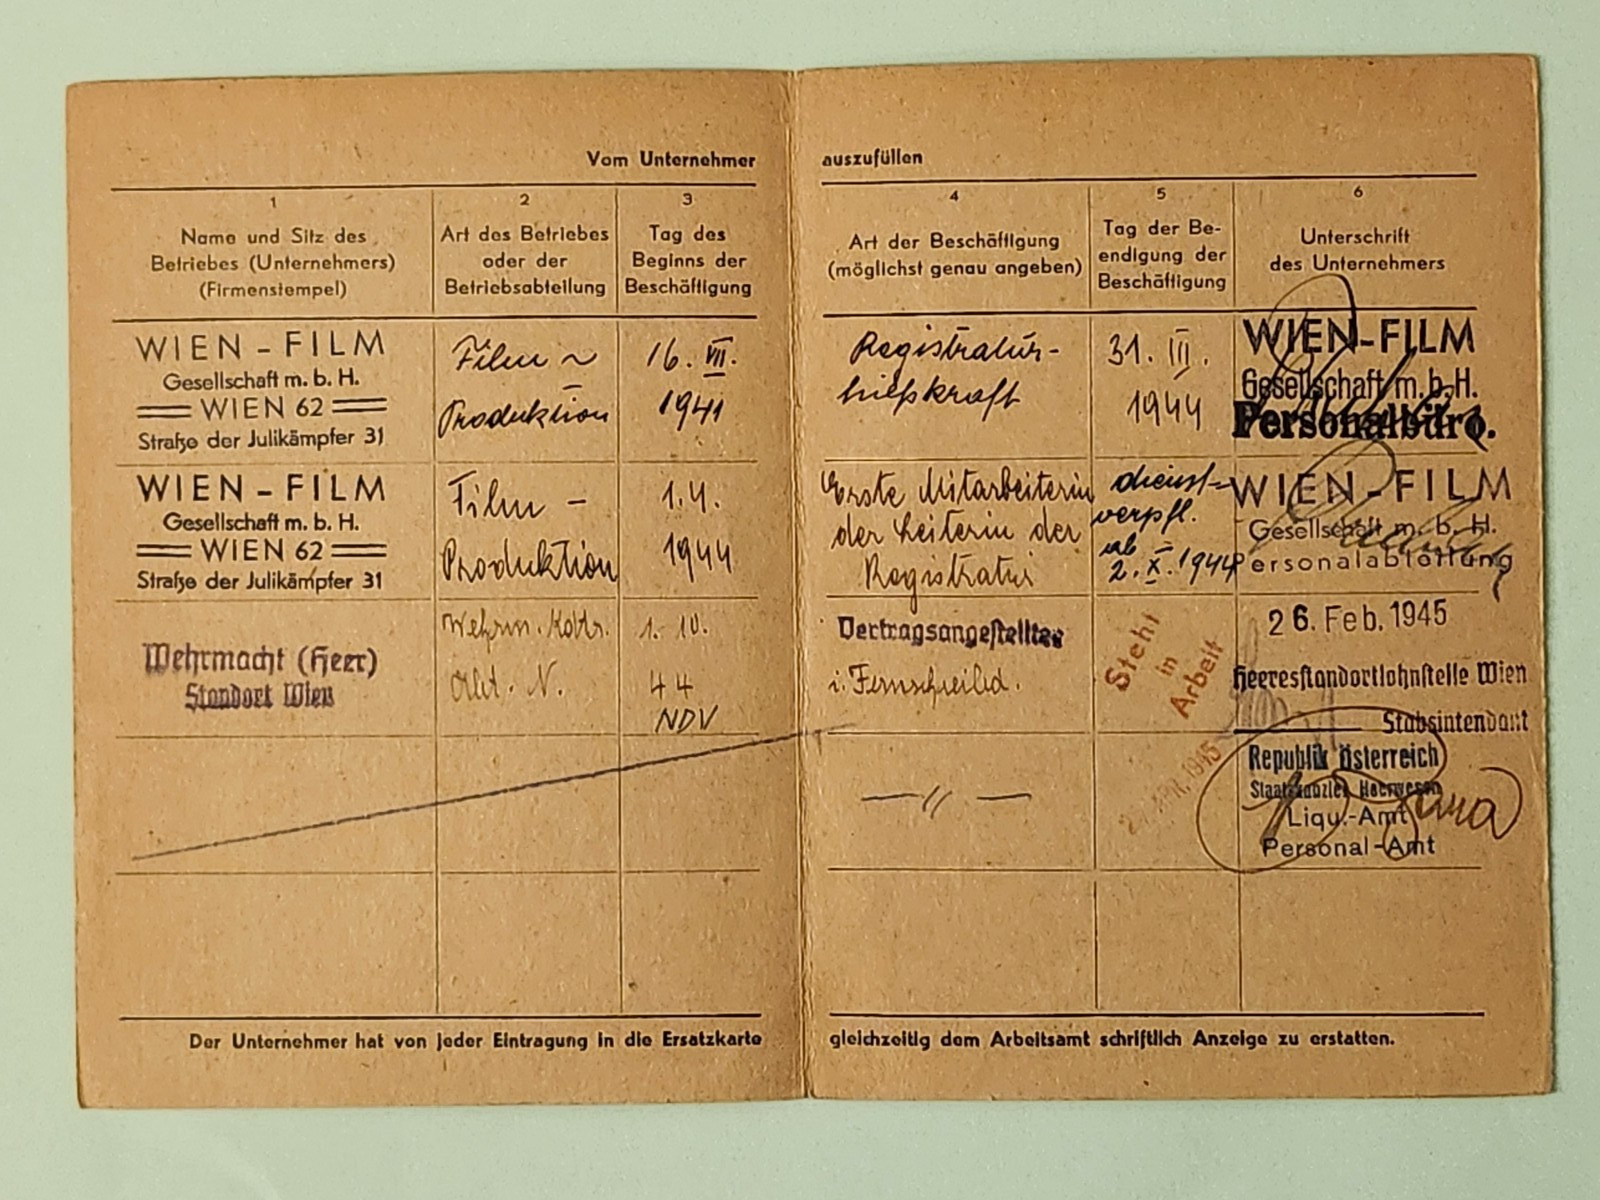 Vom Unternehmer auszufüllen
1
Name und Sitz des
Betriebes (Unternehmers)
(Firmenstempel)
2
Art des Betriebes
oder der
Betriebsabteilung
3
Tag des
Beginns der
Beschäftigung
4
Art der Beschäftigung
(möglichst genau angeben)
5
Tag der Be-
endigung der
Beschäftigung
6
Unterschrift
des Unternehmers
WIEN - FILM
Gesellschaft m. b. H.
WIEN 62
Straße der Julikämpfer 31
Film ~
Produktion
16. VII.
1941
Registratur-
hilfskraft
31. III.
1944
WIEN-FILM
Gesellschaft m. b. H.
Personalbüro.
WIEN - FILM
Gesellschaft m. b. H.
WIEN 62
Straße der Julikämpfer 31
Film -
Produktion
1.4.
1944
Erste Mitarbeiterin
der Leiterin der
Registratur
dienst-
verpfl.
ab
2. X. 1944
WIEN - FILM
Gesellschaft m. b. H.
Personalabteilung
Wehrmacht (Heer)
Standort Wien
Wehrm. Kdtr.
Abt. N.
1. 10.
44
NDV
Vertragsangestellter
i. Fernschreibd.
Steht
in
Arbeit
26. Feb. 1945
Heeresstandortlohnstelle Wien
Stabsintendant
— // —
APR. 1945
Republik Österreich
Staatskanzlei Heerwesen
Liqu.-Amt
Personal-Amt
Der Unternehmer hat von jeder Eintragung in die Ersatzkarte gleichzeitig dem Arbeitsamt schriftlich Anzeige zu erstatten.